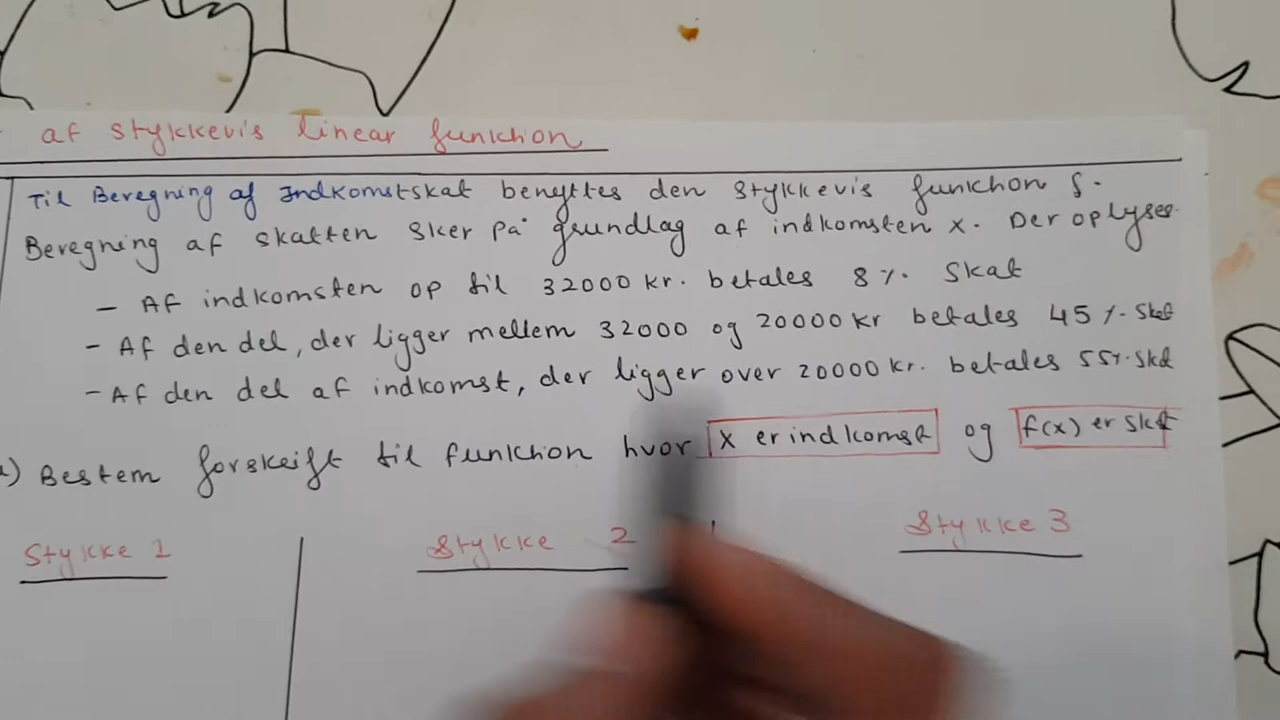 af stykkevis linear funktion
Til Beregning af Indkomstskat benyttes den stykkevis funktion f.
Beregning af skatten sker på grundlag af indkomsten x. Der oplyses
- Af indkomsten op til 32000 kr. betales 8 %. skat
- Af den del, der ligger mellem 32000 og 20000 kr betales 45 %. skat
- Af den del af indkomst, der ligger over 20000 kr. betales 55%. skat
a) Bestem forskrift til funktion hvor x er indkomst og f(x) er skat
Stykke 1
Stykke 2
Stykke 3